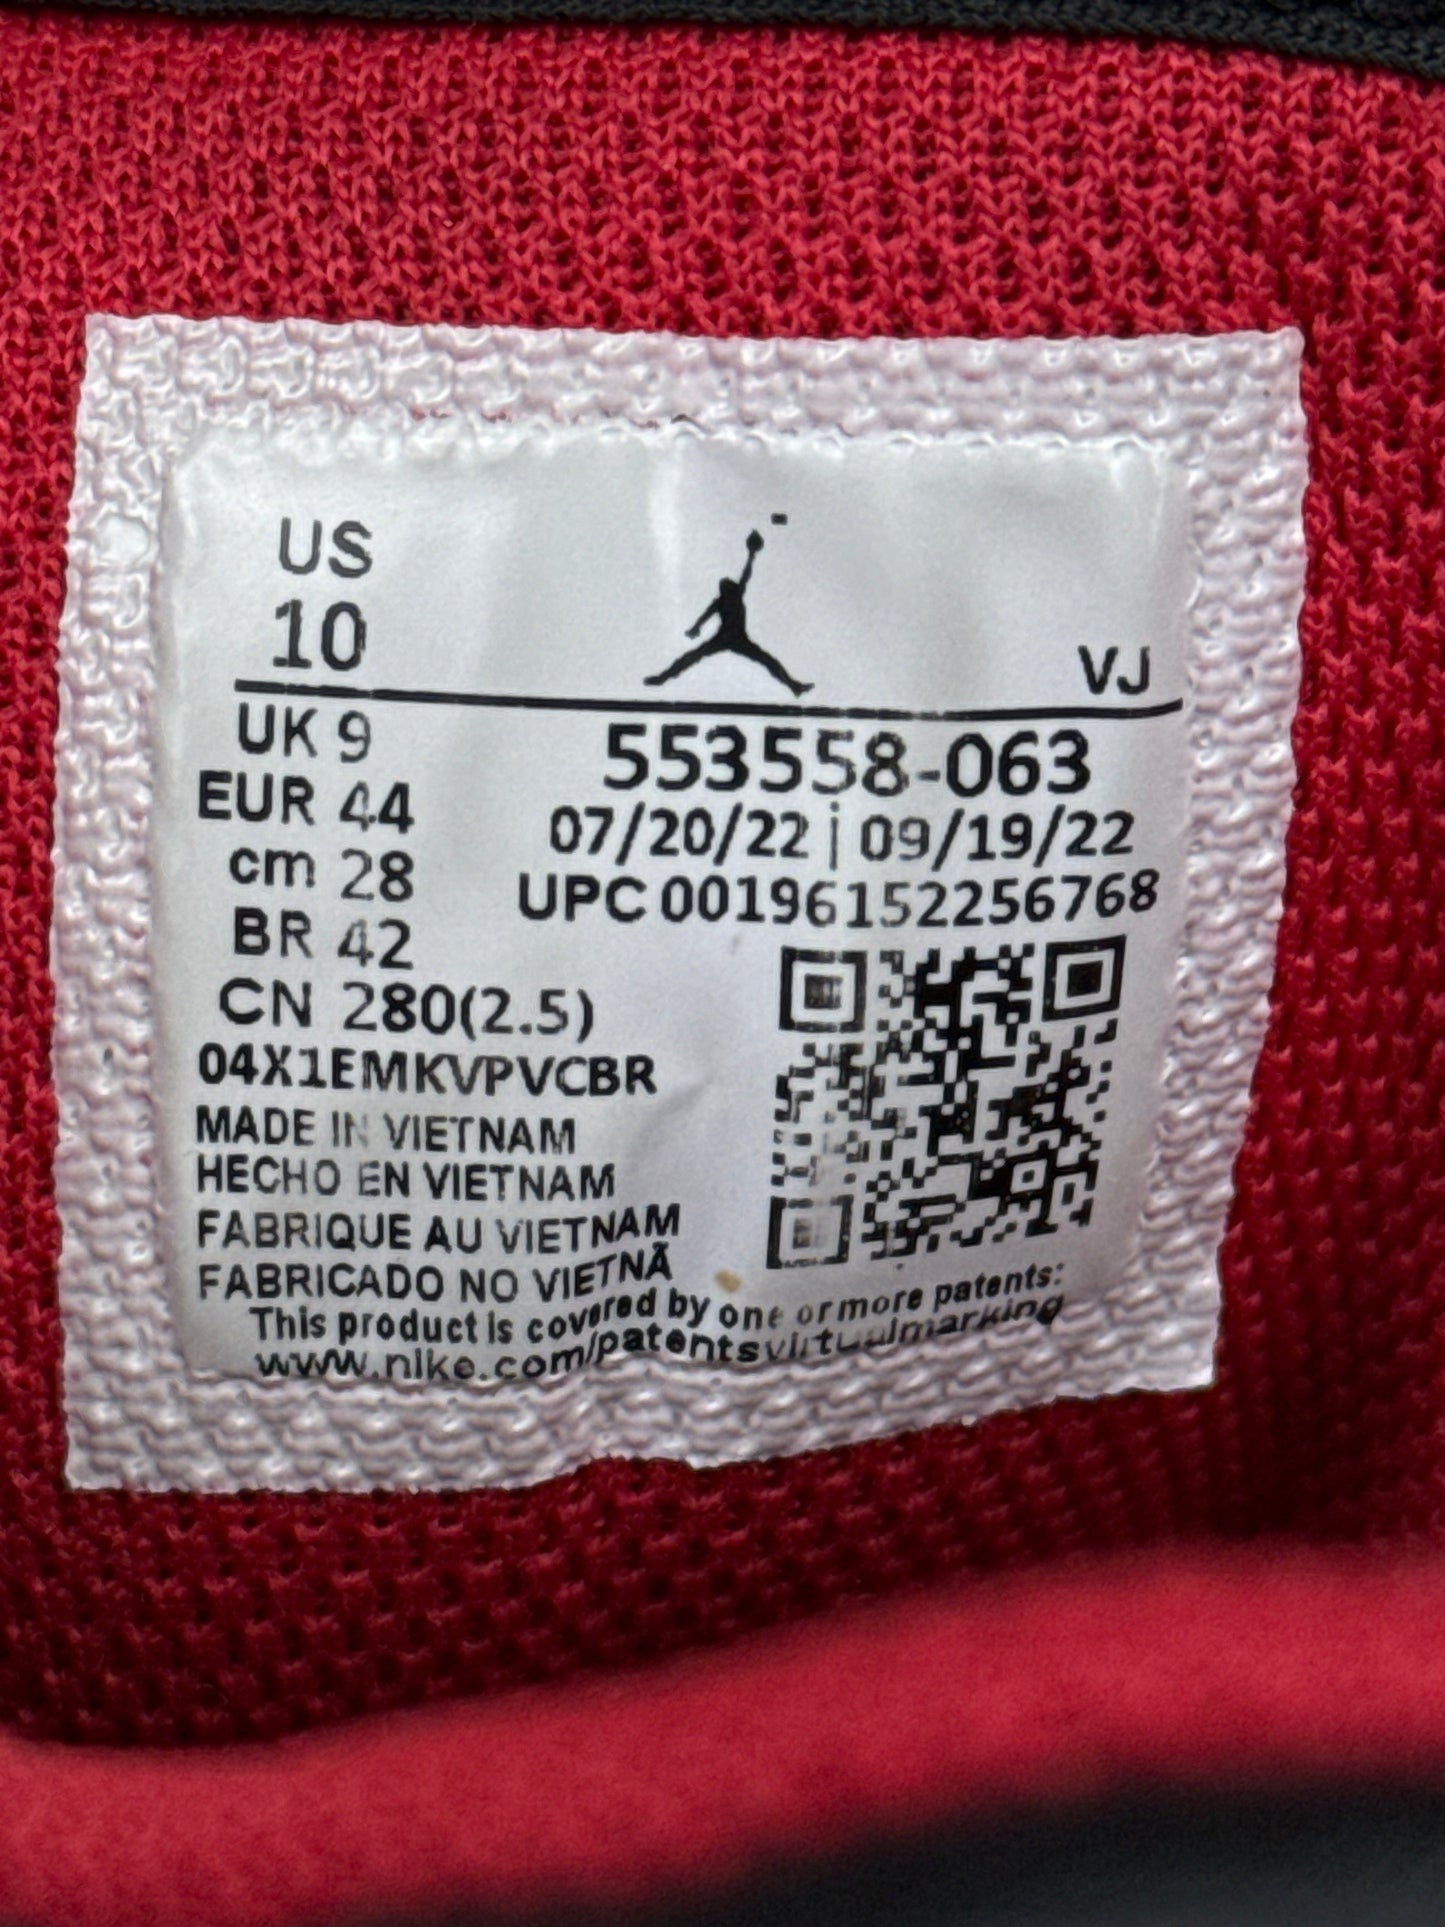 US
10
VJ
UK 9
EUR 44
cm 28
BR 42
CN 280(2.5)
553558-063
07/20/22 | 09/19/22
UPC 00196152256768
04X1EMKVPVCBR
MADE IN VIETNAM
HECHO EN VIETNAM
FABRIQUE AU VIETNAM
FABRICADO NO VIETNÃ
This product is covered by one or more patents:
www.nike.com/patentsvirtualmarking